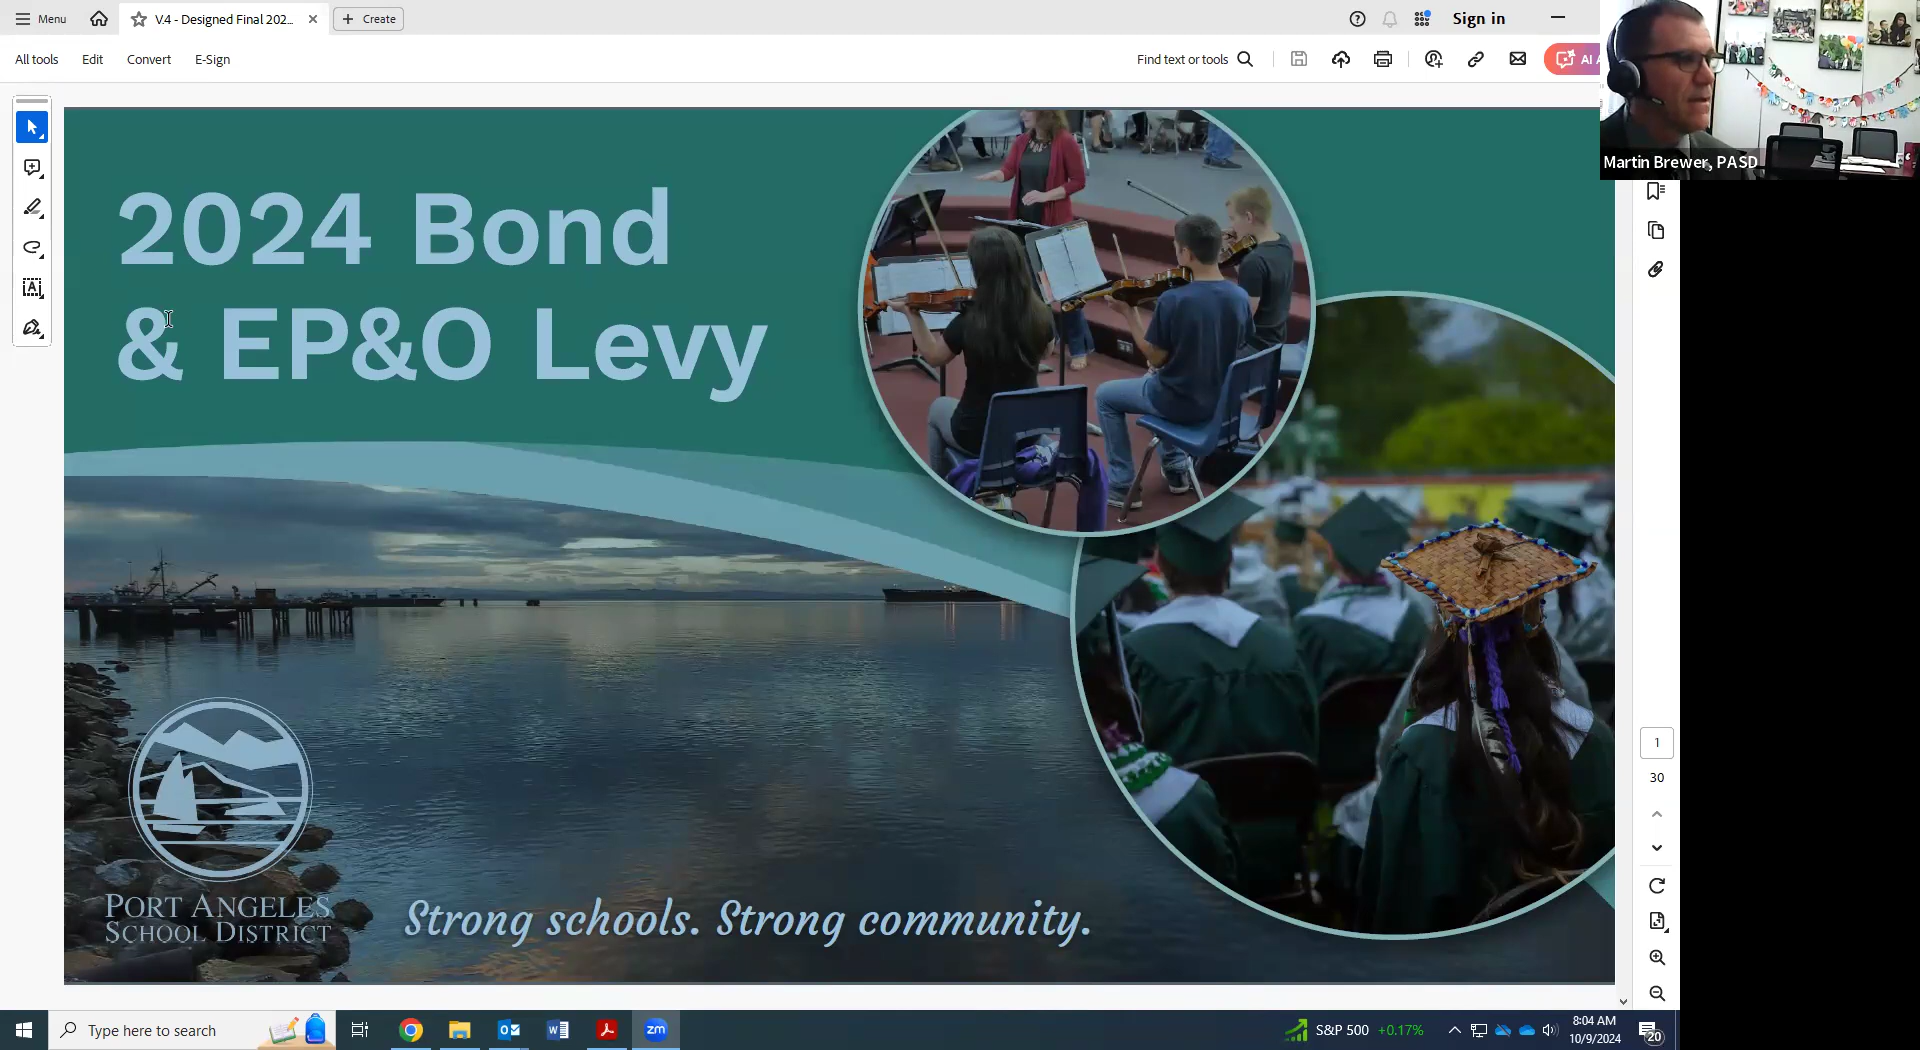 Menu
V.4 - Designed Final 202...
Create
Sign in
All tools
Edit
Convert
E-Sign
Find text or tools
AI A
Martin Brewer, PASD
2024 Bond
& EP&O Levy
PORT ANGELES
SCHOOL DISTRICT
Strong schools. Strong community.
1
30
Type here to search
zm
S&P 500 +0.17%
8:04 AM
10/9/2024
20